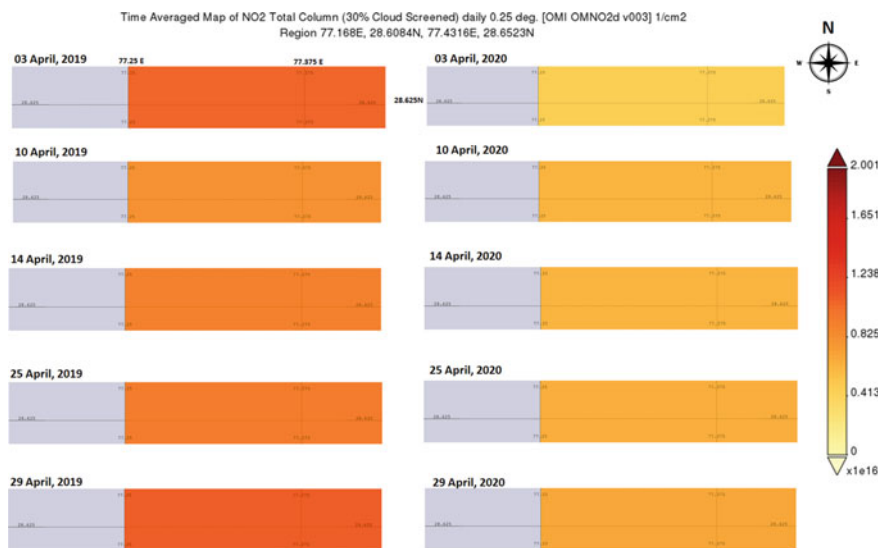 Time Averaged Map of NO2 Total Column (30% Cloud Screened) daily 0.25 deg. [OMI OMNO2d v003] 1/cm2
Region 77.168E, 28.6084N, 77.4316E, 28.6523N
N
W E
S
03 April, 2019
77.25 E
77.375 E
28.625N
03 April, 2020
10 April, 2019
10 April, 2020
14 April, 2019
14 April, 2020
25 April, 2019
25 April, 2020
29 April, 2019
29 April, 2020
2.001
1.651
1.238
0.825
0.413
0
x1e16